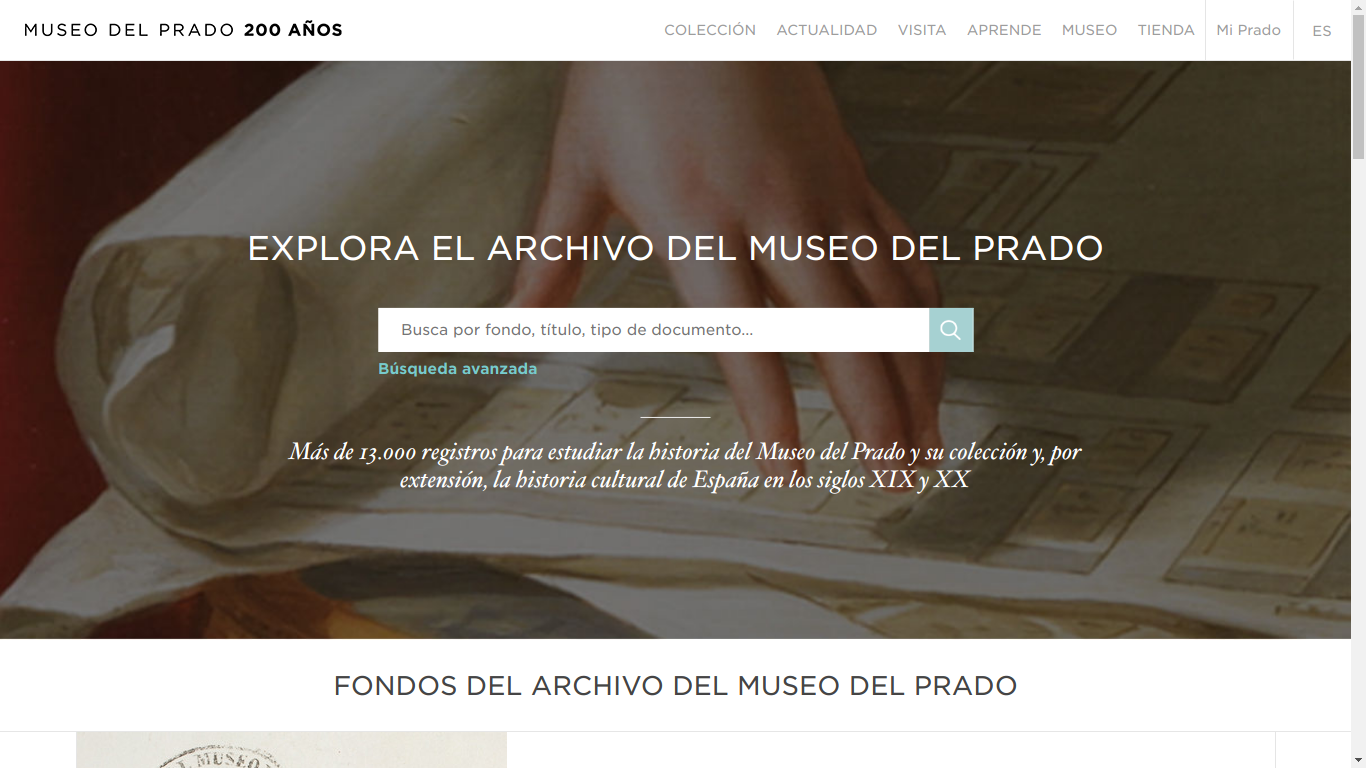 MUSEO DEL PRADO 200 AÑOS
COLECCIÓN ACTUALIDAD VISITA APRENDE MUSEO TIENDA Mi Prado ES
EXPLORA EL ARCHIVO DEL MUSEO DEL PRADO
Busca por fondo, título, tipo de documento...
Búsqueda avanzada
Más de 13.000 registros para estudiar la historia del Museo del Prado y su colección y, por
extensión, la historia cultural de España en los siglos XIX y XX
FONDOS DEL ARCHIVO DEL MUSEO DEL PRADO
MUSEO